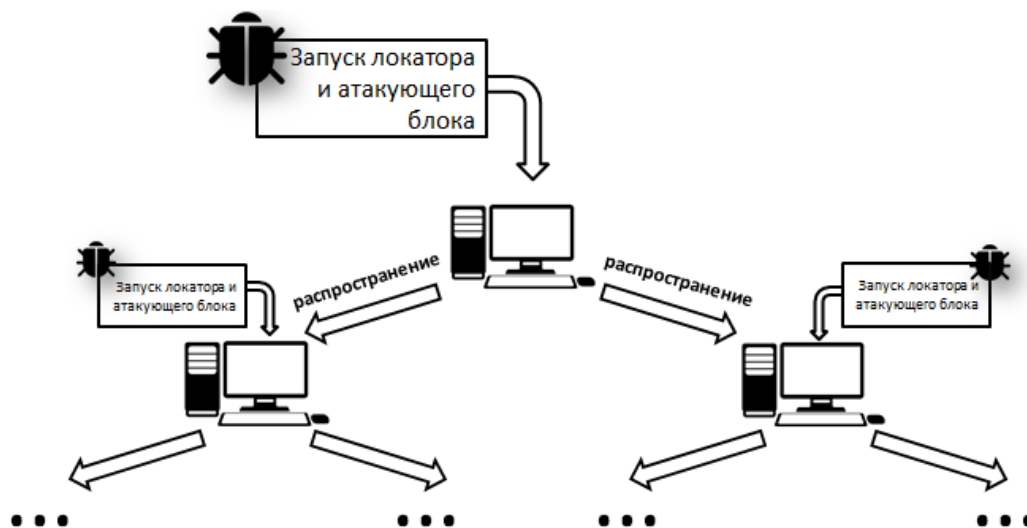 Запуск локатора
и атакующего
блока
распространение
распространение
Запуск локатора и
атакующего блока
Запуск локатора и
атакующего блока